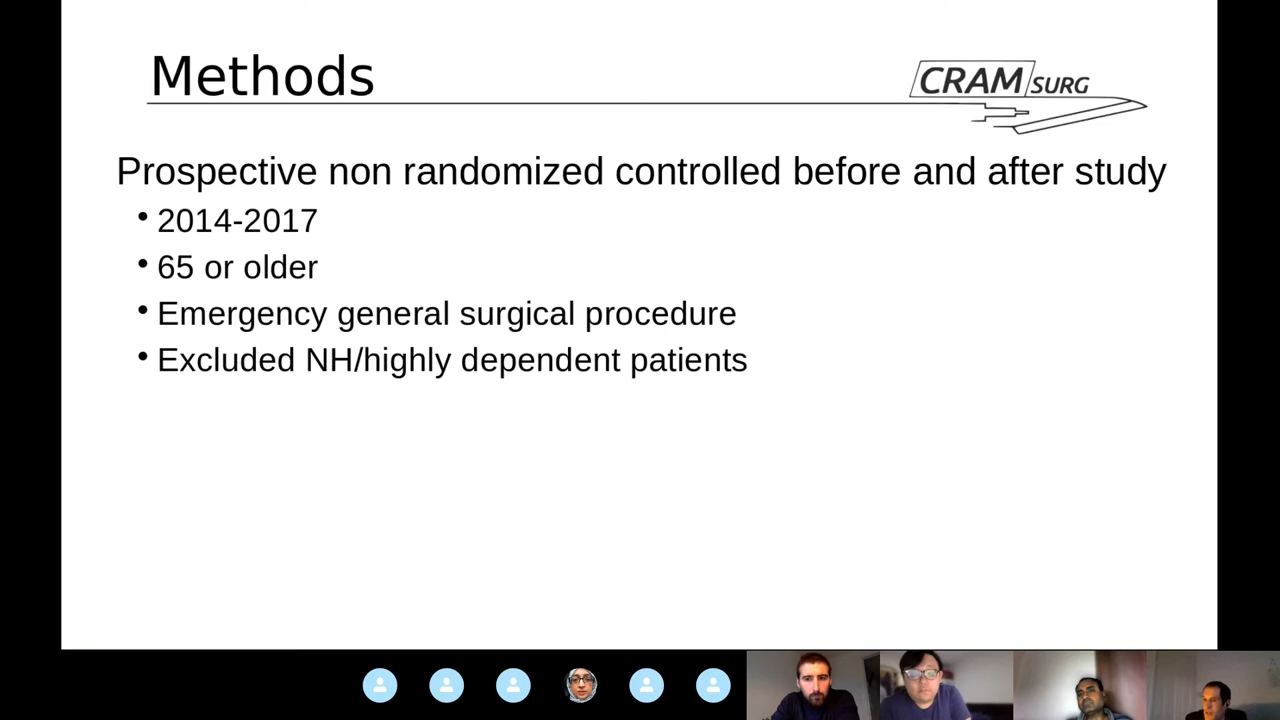 Methods
CRAM SURG
Prospective non randomized controlled before and after study
• 2014-2017
• 65 or older
• Emergency general surgical procedure
• Excluded NH/highly dependent patients